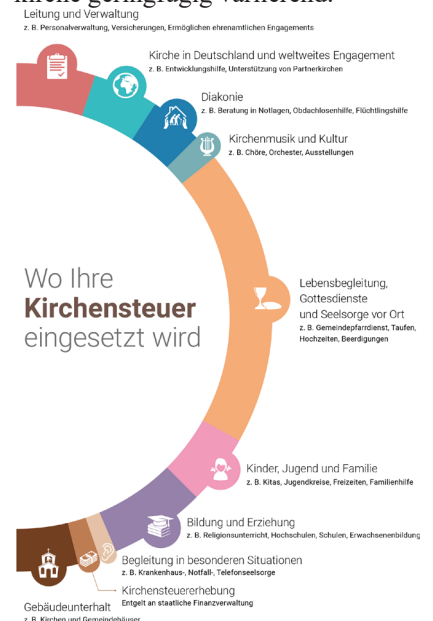 kirche geringfügig variierend.
Leitung und Verwaltung
z. B. Personalverwaltung, Versicherungen, Ermöglichen ehrenamtlichen Engagements
Kirche in Deutschland und weltweites Engagement
z. B. Entwicklungshilfe, Unterstützung von Partnerkirchen
Diakonie
z. B. Beratung in Notlagen, Obdachlosenhilfe, Flüchtlingshilfe
Kirchenmusik und Kultur
z. B. Chöre, Orchester, Ausstellungen
Wo Ihre
Kirchensteuer
eingesetzt wird
Lebensbegleitung,
Gottesdienste
und Seelsorge vor Ort
z. B. Gemeindepfarrdienst, Taufen,
Hochzeiten, Beerdigungen
Kinder, Jugend und Familie
z. B. Kitas, Jugendkreise, Freizeiten, Familienhilfe
Bildung und Erziehung
z. B. Religionsunterricht, Hochschulen, Schulen, Erwachsenenbildung
Begleitung in besonderen Situationen
z. B. Krankenhaus-, Notfall-, Telefonseelsorge
Kirchensteuererhebung
Entgelt an staatliche Finanzverwaltung
Gebäudeunterhalt
z. B. Kirchen und Gemeindehäuser